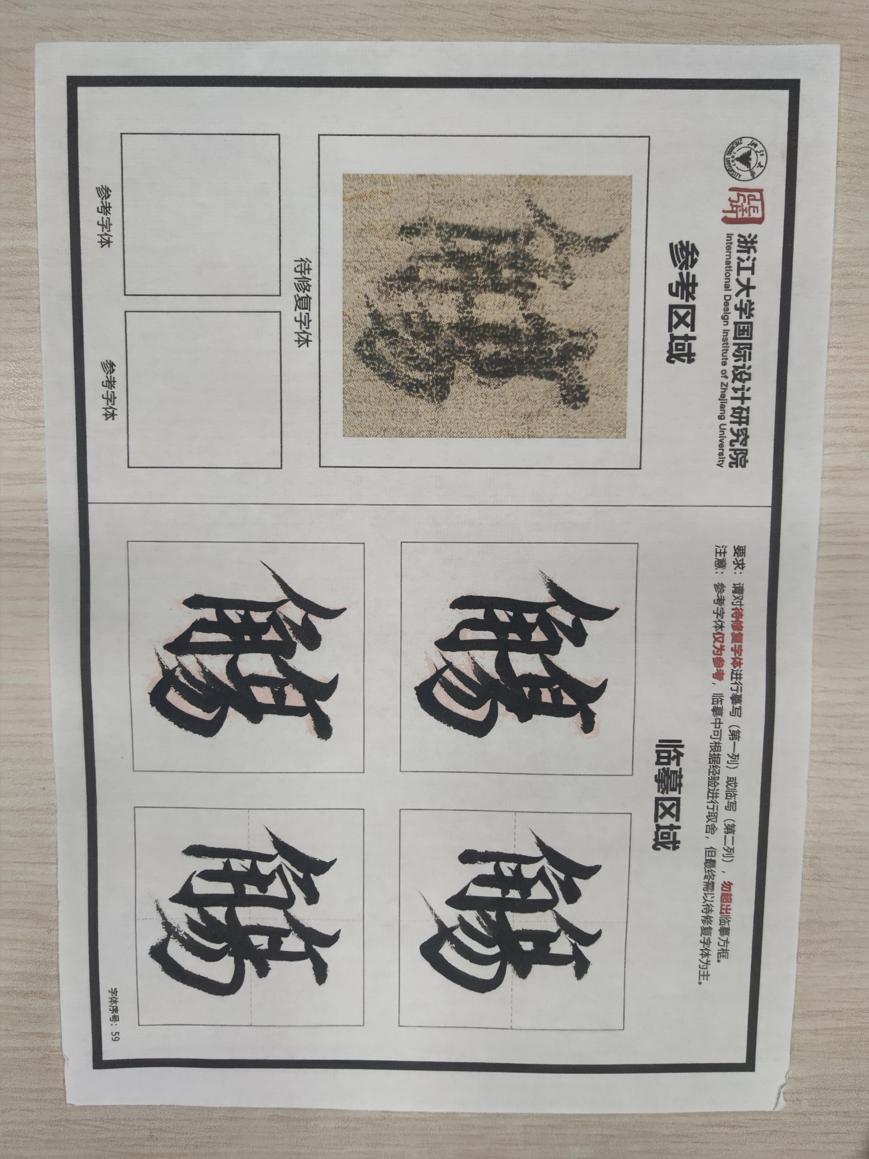 浙江大学国际设计研究院
International Design Institute of Zhejiang University
参考区域
觴
待修复字体
参考字体
参考字体
要求：请对待修复字体进行摹写（第一列）或临写（第二列），勿超出临摹方框。
注意：参考字体仅为参考，临摹中可根据经验进行取舍，但最终需以待修复字体为主。
临摹区域
觴 觴
觴 觴
字体序号：59